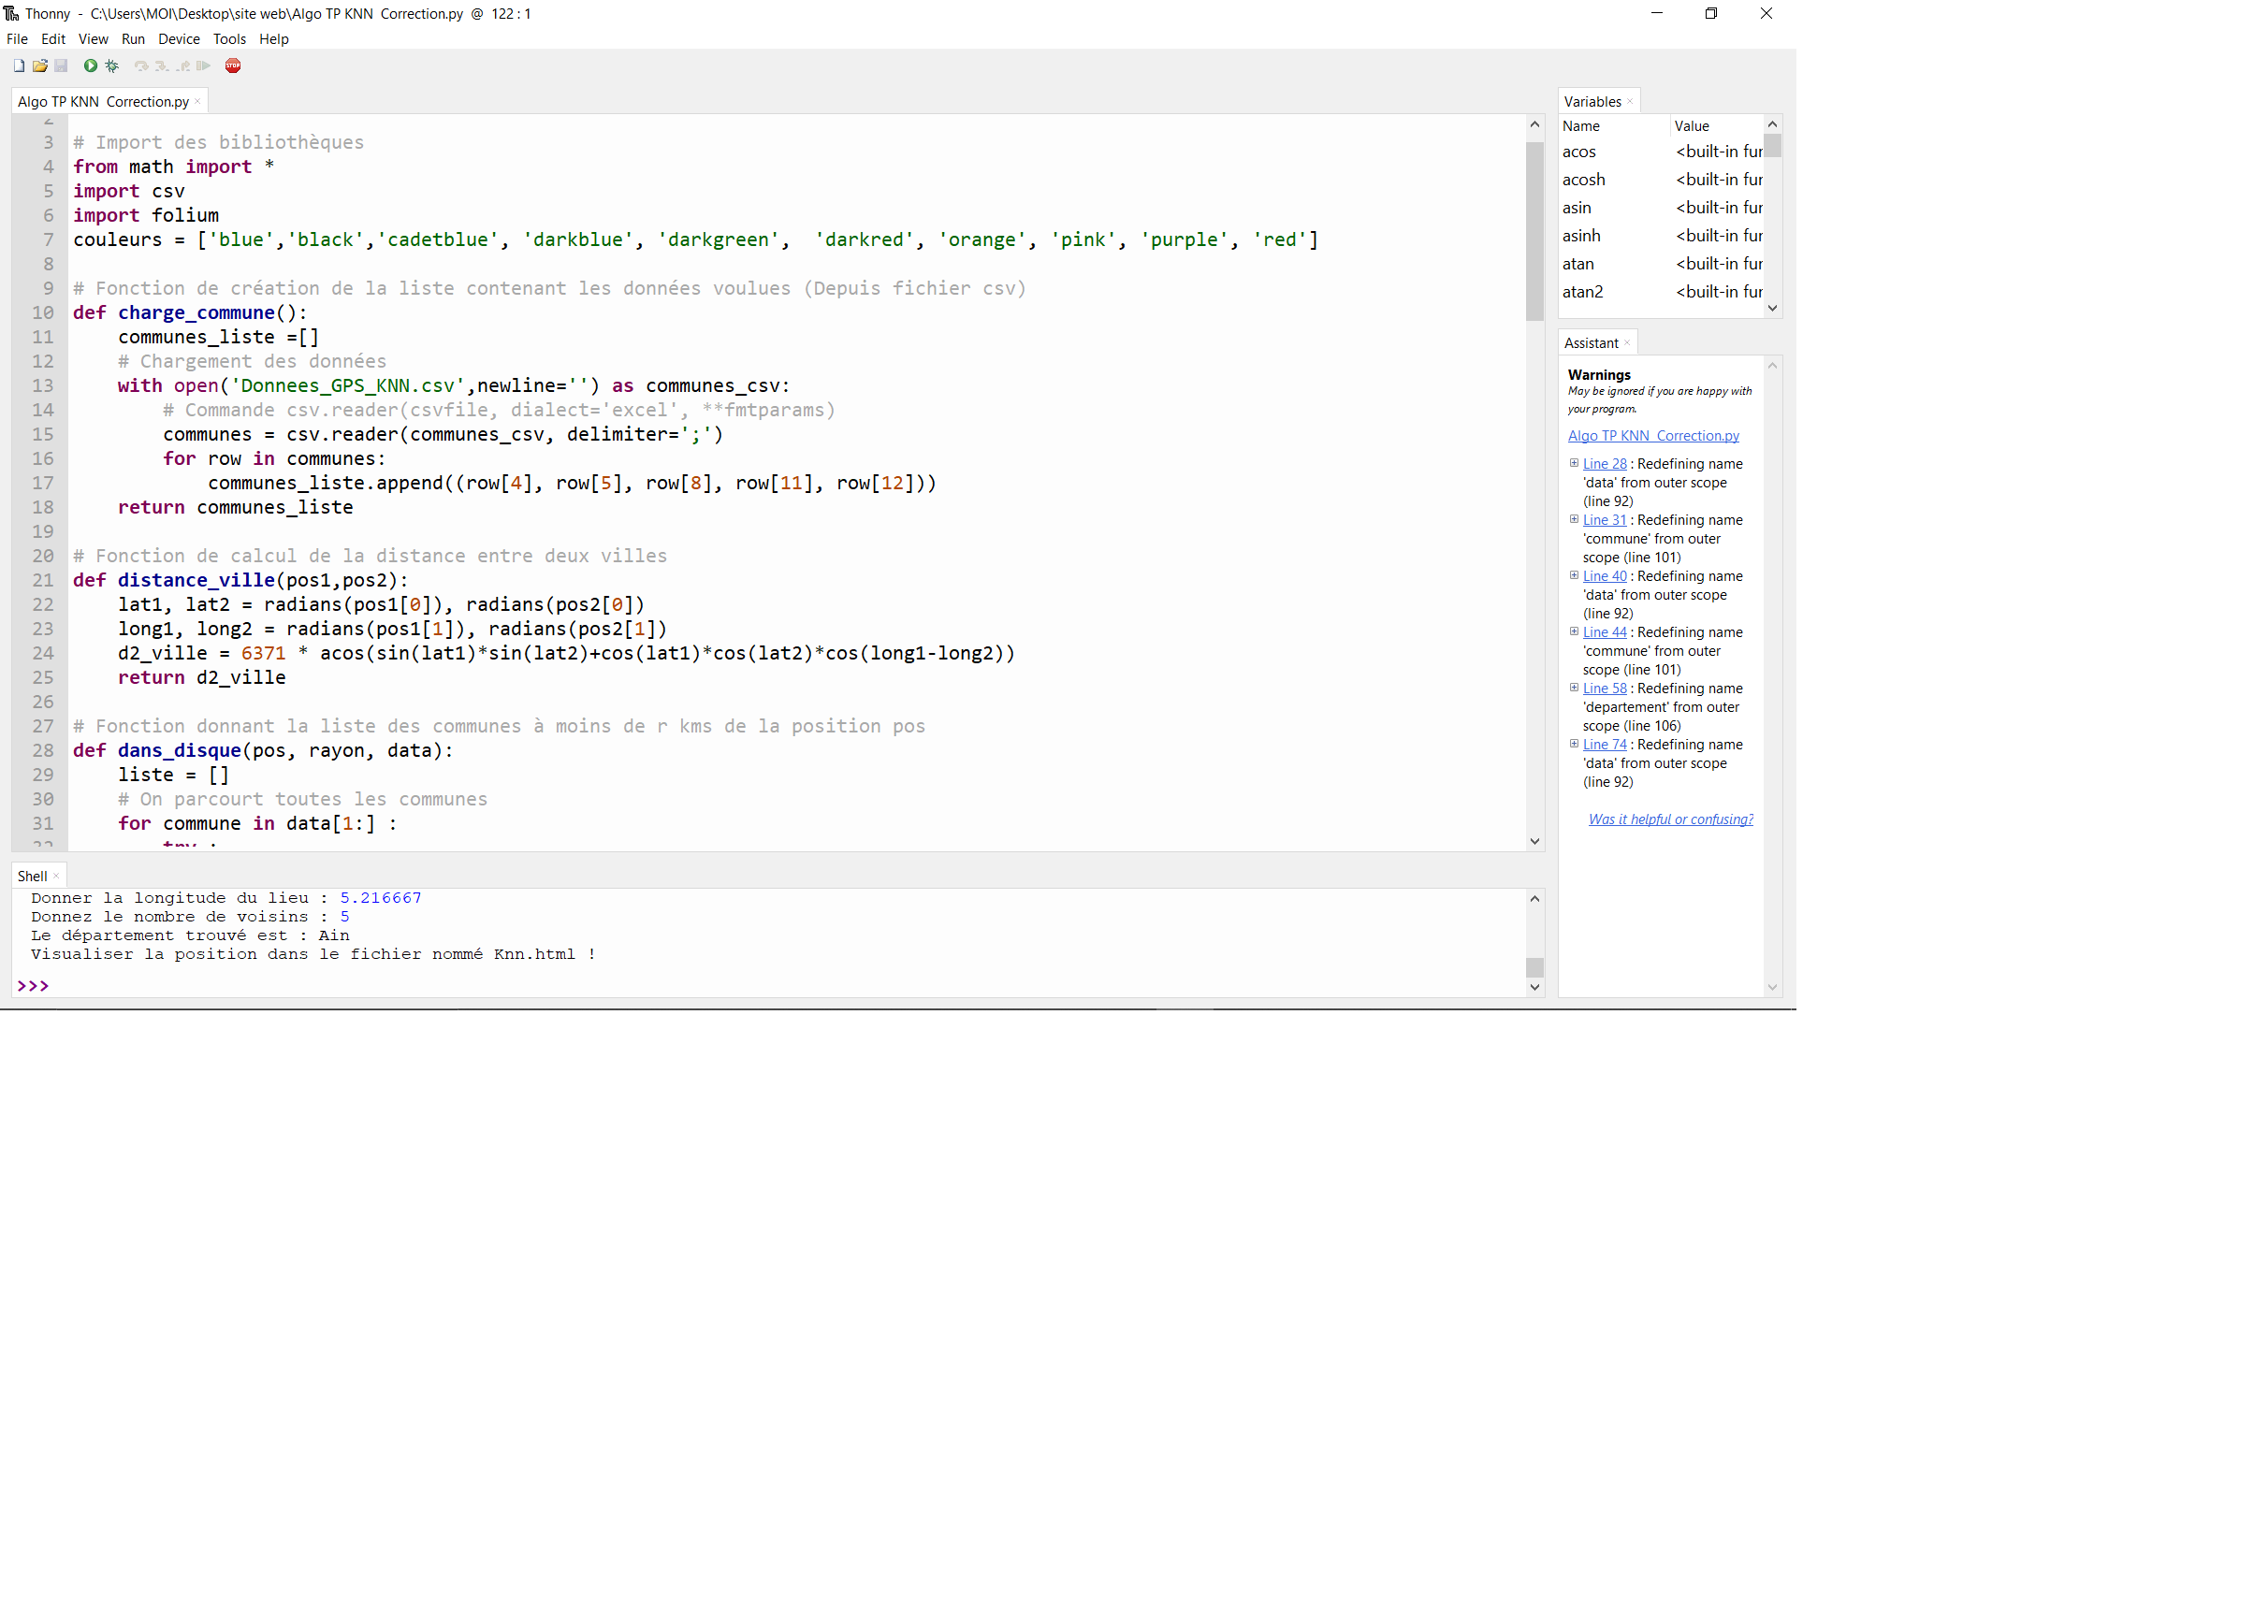 Thonny - C:\Users\MOI\Desktop\site web\Algo TP KNN  Correction.py @ 122 : 1
File Edit View Run Device Tools Help
Algo TP KNN  Correction.py ×
2
3 # Import des bibliothèques
4 from math import *
5 import csv
6 import folium
7 couleurs = ['blue','black','cadetblue', 'darkblue', 'darkgreen',  'darkred', 'orange', 'pink', 'purple', 'red']
8
9 # Fonction de création de la liste contenant les données voulues (Depuis fichier csv)
10 def charge_commune():
11     communes_liste =[]
12     # Chargement des données
13     with open('Donnees_GPS_KNN.csv',newline='') as communes_csv:
14         # Commande csv.reader(csvfile, dialect='excel', **fmtparams)
15         communes = csv.reader(communes_csv, delimiter=';')
16         for row in communes:
17             communes_liste.append((row[4], row[5], row[8], row[11], row[12]))
18     return communes_liste
19
20 # Fonction de calcul de la distance entre deux villes
21 def distance_ville(pos1,pos2):
22     lat1, lat2 = radians(pos1[0]), radians(pos2[0])
23     long1, long2 = radians(pos1[1]), radians(pos2[1])
24     d2_ville = 6371 * acos(sin(lat1)*sin(lat2)+cos(lat1)*cos(lat2)*cos(long1-long2))
25     return d2_ville
26
27 # Fonction donnant la liste des communes à moins de r kms de la position pos
28 def dans_disque(pos, rayon, data):
29     liste = []
30     # On parcourt toutes les communes
31     for commune in data[1:] :
32         try :
Shell ×
Donner la longitude du lieu : 5.216667
Donnez le nombre de voisins : 5
Le département trouvé est : Ain
Visualiser la position dans le fichier nommé Knn.html !
>>>
Variables ×
Name Value
acos <built-in fur
acosh <built-in fur
asin <built-in fur
asinh <built-in fur
atan <built-in fur
atan2 <built-in fur
Assistant ×
Warnings
May be ignored if you are happy with
your program.
Algo TP KNN  Correction.py
Line 28 : Redefining name
'data' from outer scope
(line 92)
Line 31 : Redefining name
'commune' from outer
scope (line 101)
Line 40 : Redefining name
'data' from outer scope
(line 92)
Line 44 : Redefining name
'commune' from outer
scope (line 101)
Line 58 : Redefining name
'departement' from outer
scope (line 106)
Line 74 : Redefining name
'data' from outer scope
(line 92)
Was it helpful or confusing?